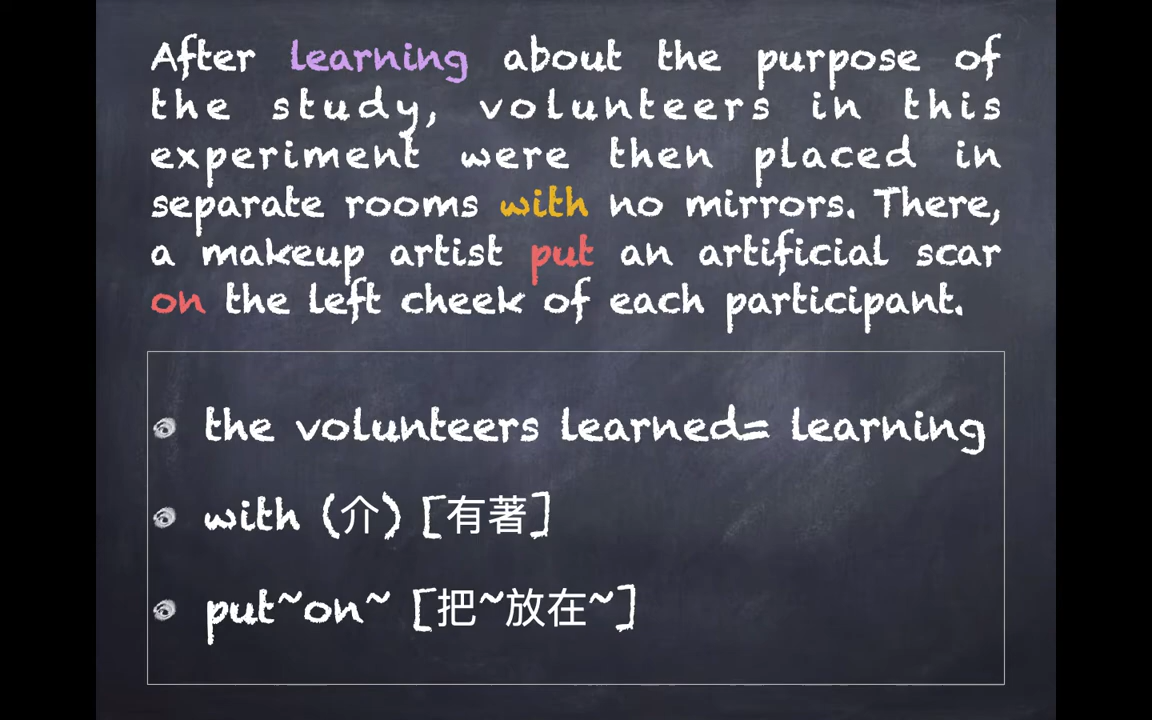 After learning about the purpose of
the study, volunteers in this
experiment were then placed in
separate rooms with no mirrors. There,
a makeup artist put an artificial scar
on the left cheek of each participant.
the volunteers learned= learning
with (介) [有著]
put~on~ [把~放在~]